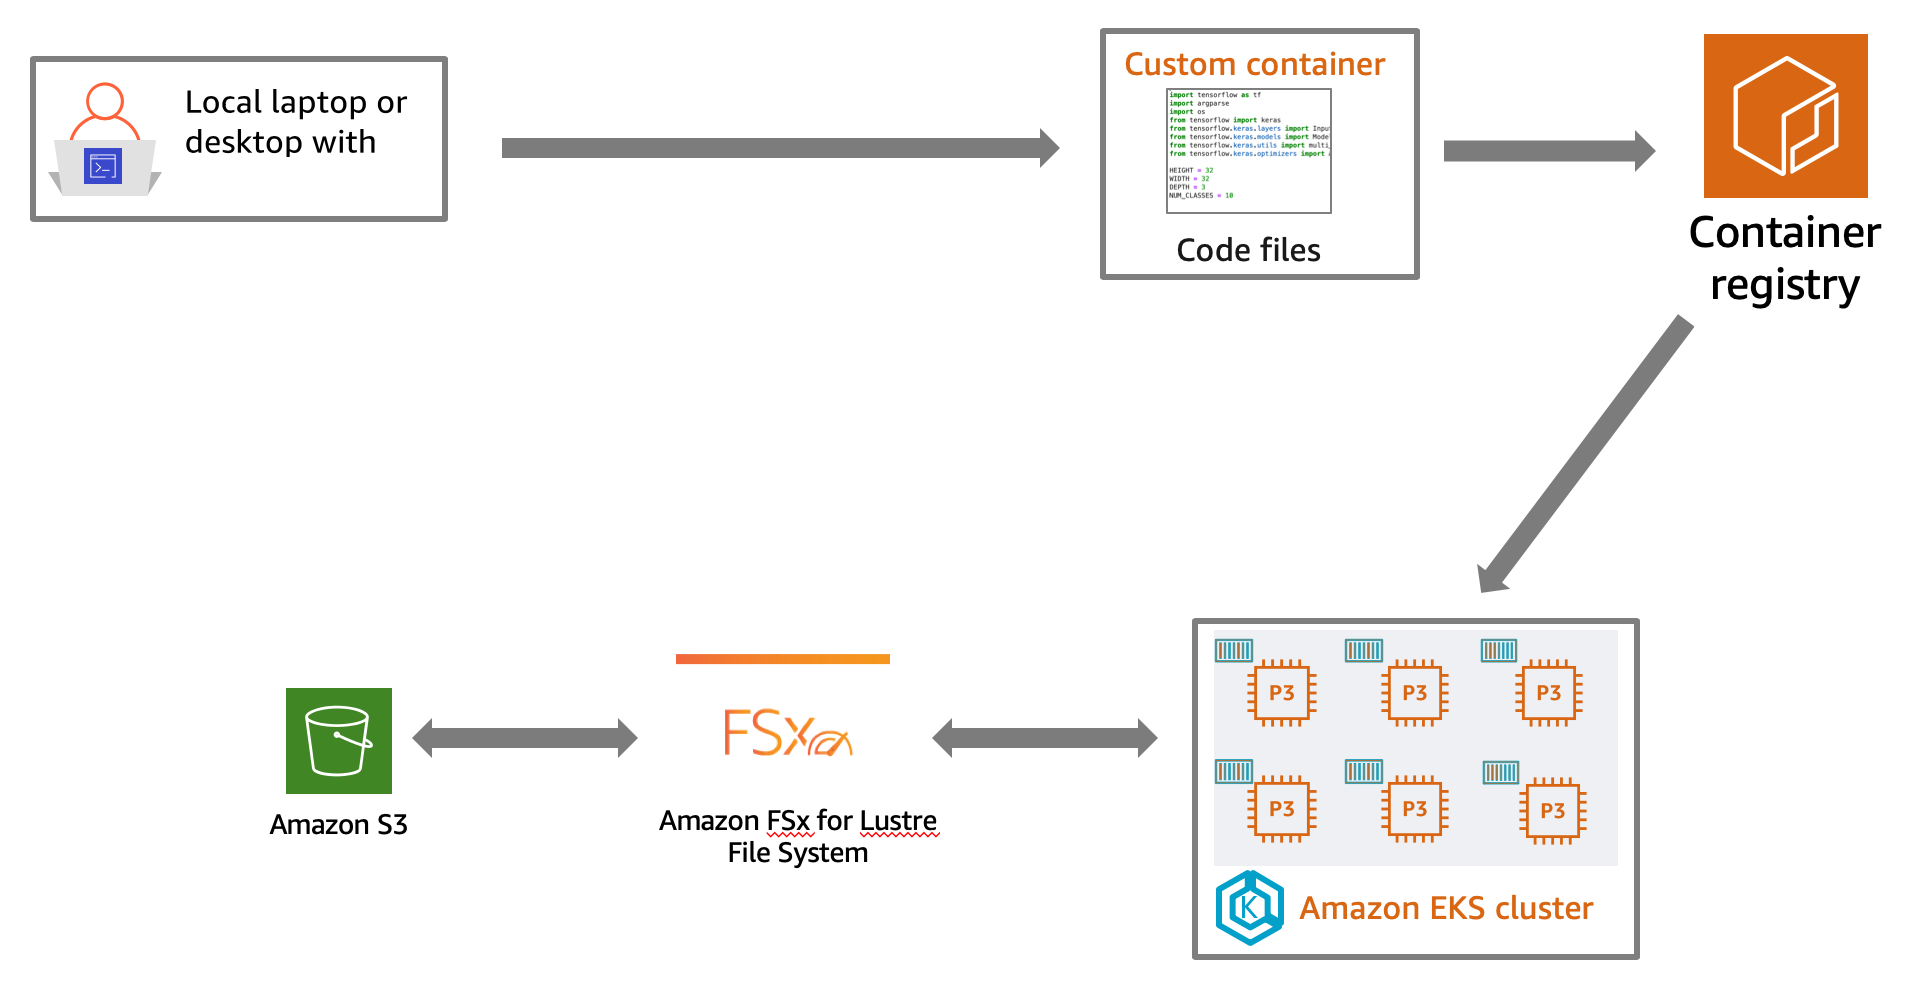 Local laptop or
desktop with
Custom container
import tensorflow as tf
import argparse
import os
from tensorflow import keras
from tensorflow.keras.layers import Inpu
from tensorflow.keras.models import Mode
from tensorflow.keras.utils import multi_
from tensorflow.keras.optimizers import
HEIGHT = 32
WIDTH = 32
DEPTH = 3
NUM_CLASSES = 10
Code files
Container
registry
P3 P3 P3
P3 P3 P3
K Amazon EKS cluster
FSx
Amazon FSx for Lustre
File System
Amazon S3